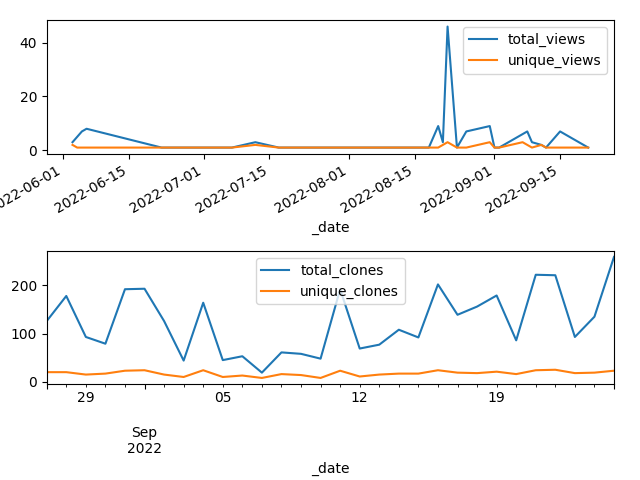 total_views
unique_views
40
20
0
2022-06-01
2022-06-15
2022-07-01
2022-07-15
2022-08-01
2022-08-15
2022-09-01
2022-09-15
_date
total_clones
unique_clones
200
100
0
29
05
12
19
Sep
2022
_date